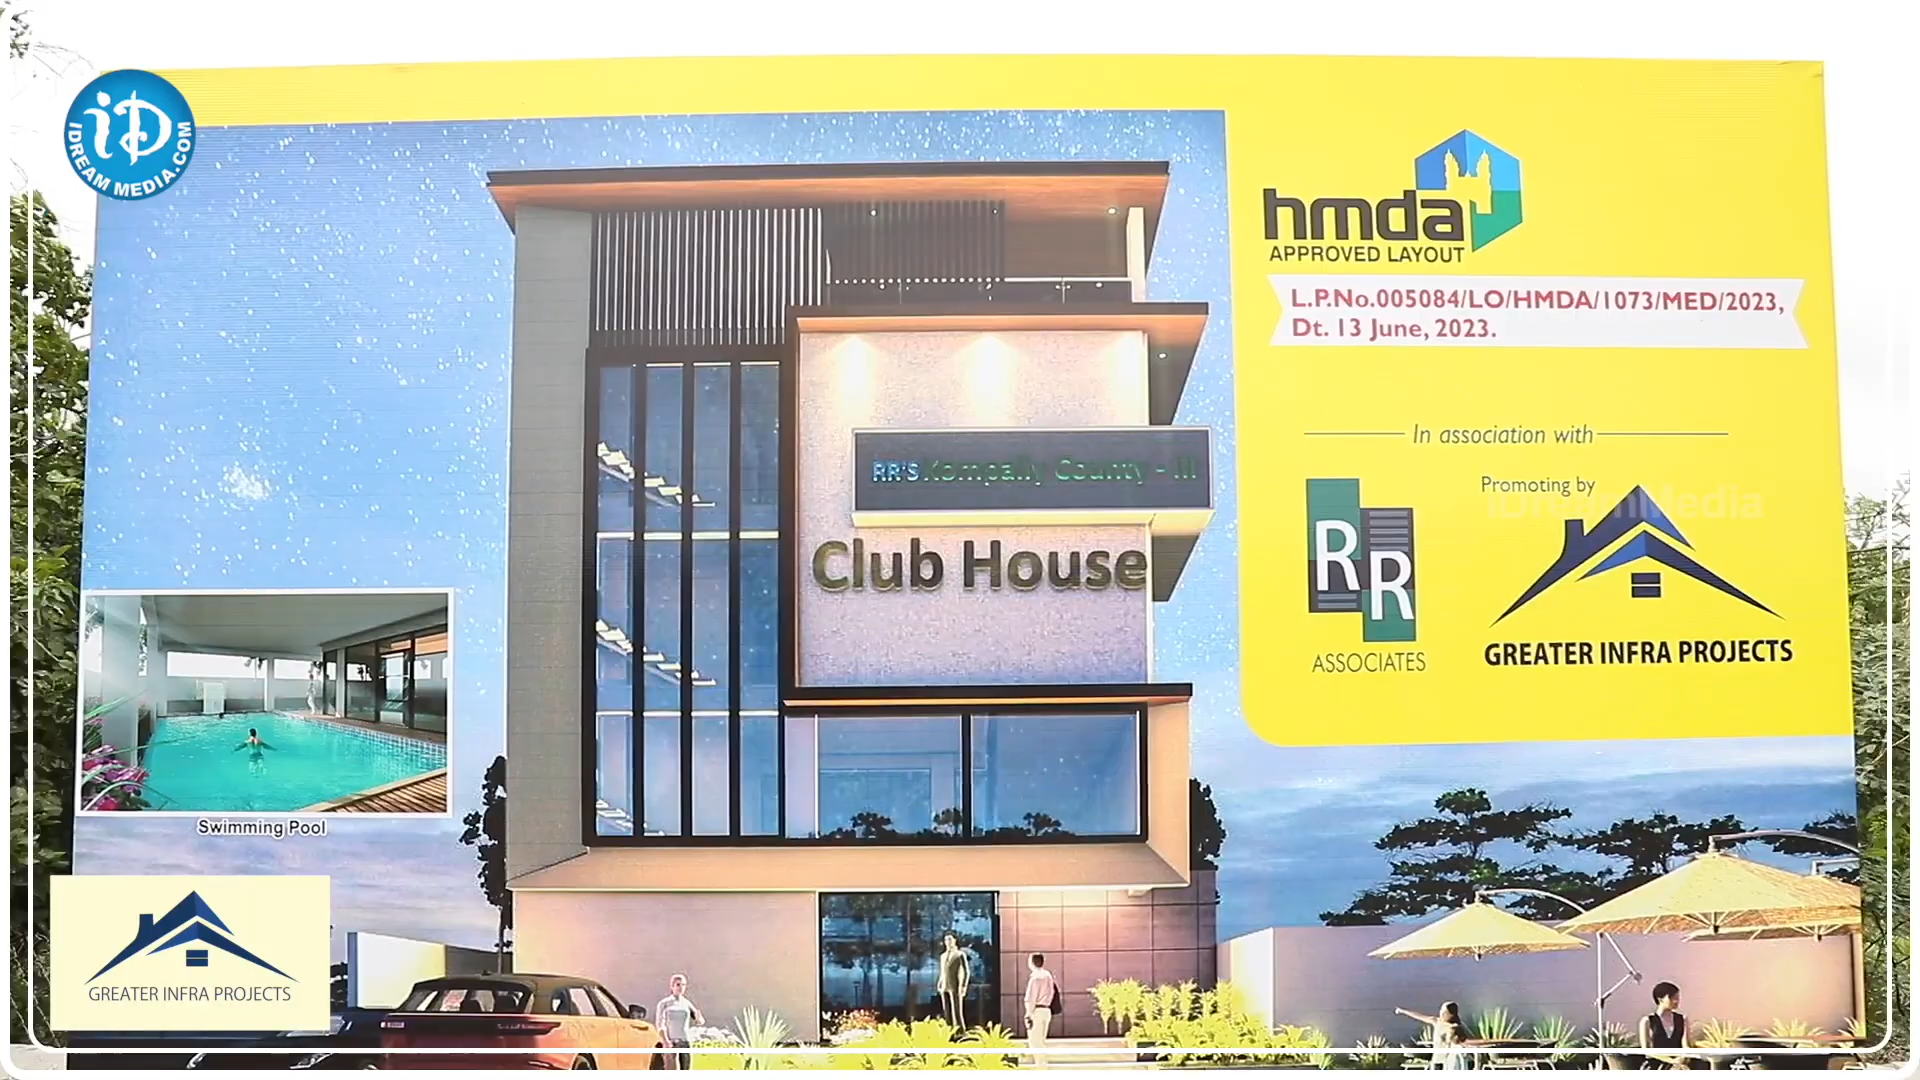 iD
IDREAM MEDIA.COM
hmda
APPROVED LAYOUT
L.P.No.005084/LO/HMDA/1073/MED/2023,
Dt. 13 June, 2023.
In association with
Promoting by
iDreamMedia
RR
ASSOCIATES
GREATER INFRA PROJECTS
RR'S Kompally County - III
Club House
Swimming Pool
GREATER INFRA PROJECTS